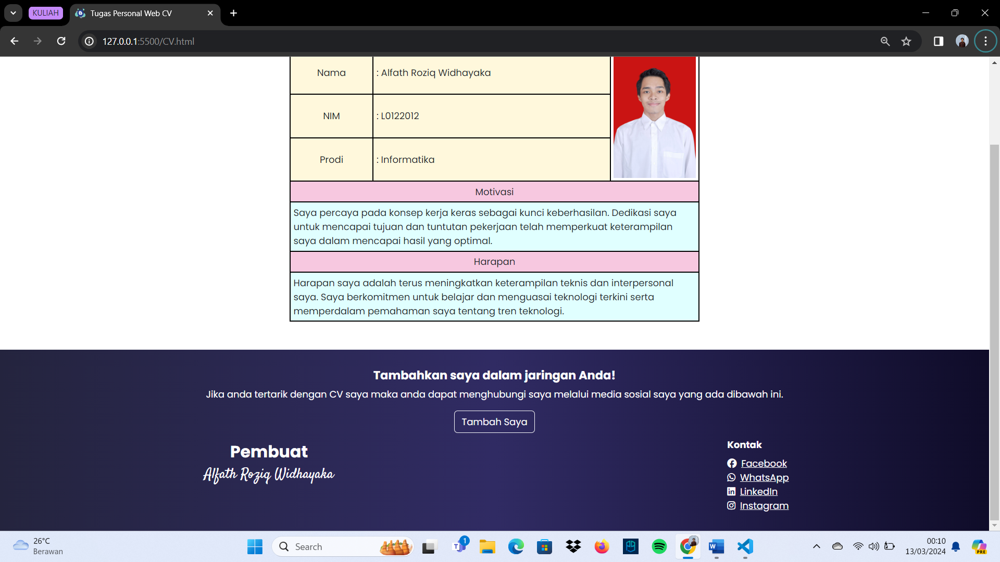 KULIAH
Tugas Personal Web CV
127.0.0.1:5500/CV.html
Nama : Alfath Roziq Widhayaka
NIM : L0122012
Prodi : Informatika
Motivasi
Saya percaya pada konsep kerja keras sebagai kunci keberhasilan. Dedikasi saya
untuk mencapai tujuan dan tuntutan pekerjaan telah memperkuat keterampilan
saya dalam mencapai hasil yang optimal.
Harapan
Harapan saya adalah terus meningkatkan keterampilan teknis dan interpersonal
saya. Saya berkomitmen untuk belajar dan menguasai teknologi terkini serta
memperdalam pemahaman saya tentang tren teknologi.
Tambahkan saya dalam jaringan Anda!
Jika anda tertarik dengan CV saya maka anda dapat menghubungi saya melalui media sosial saya yang ada dibawah ini.
Tambah Saya
Pembuat
Alfath Roziq Widhayaka
Kontak
Facebook
WhatsApp
LinkedIn
Instagram
26°C
Berawan
Search
1
00:10
13/03/2024
PRE